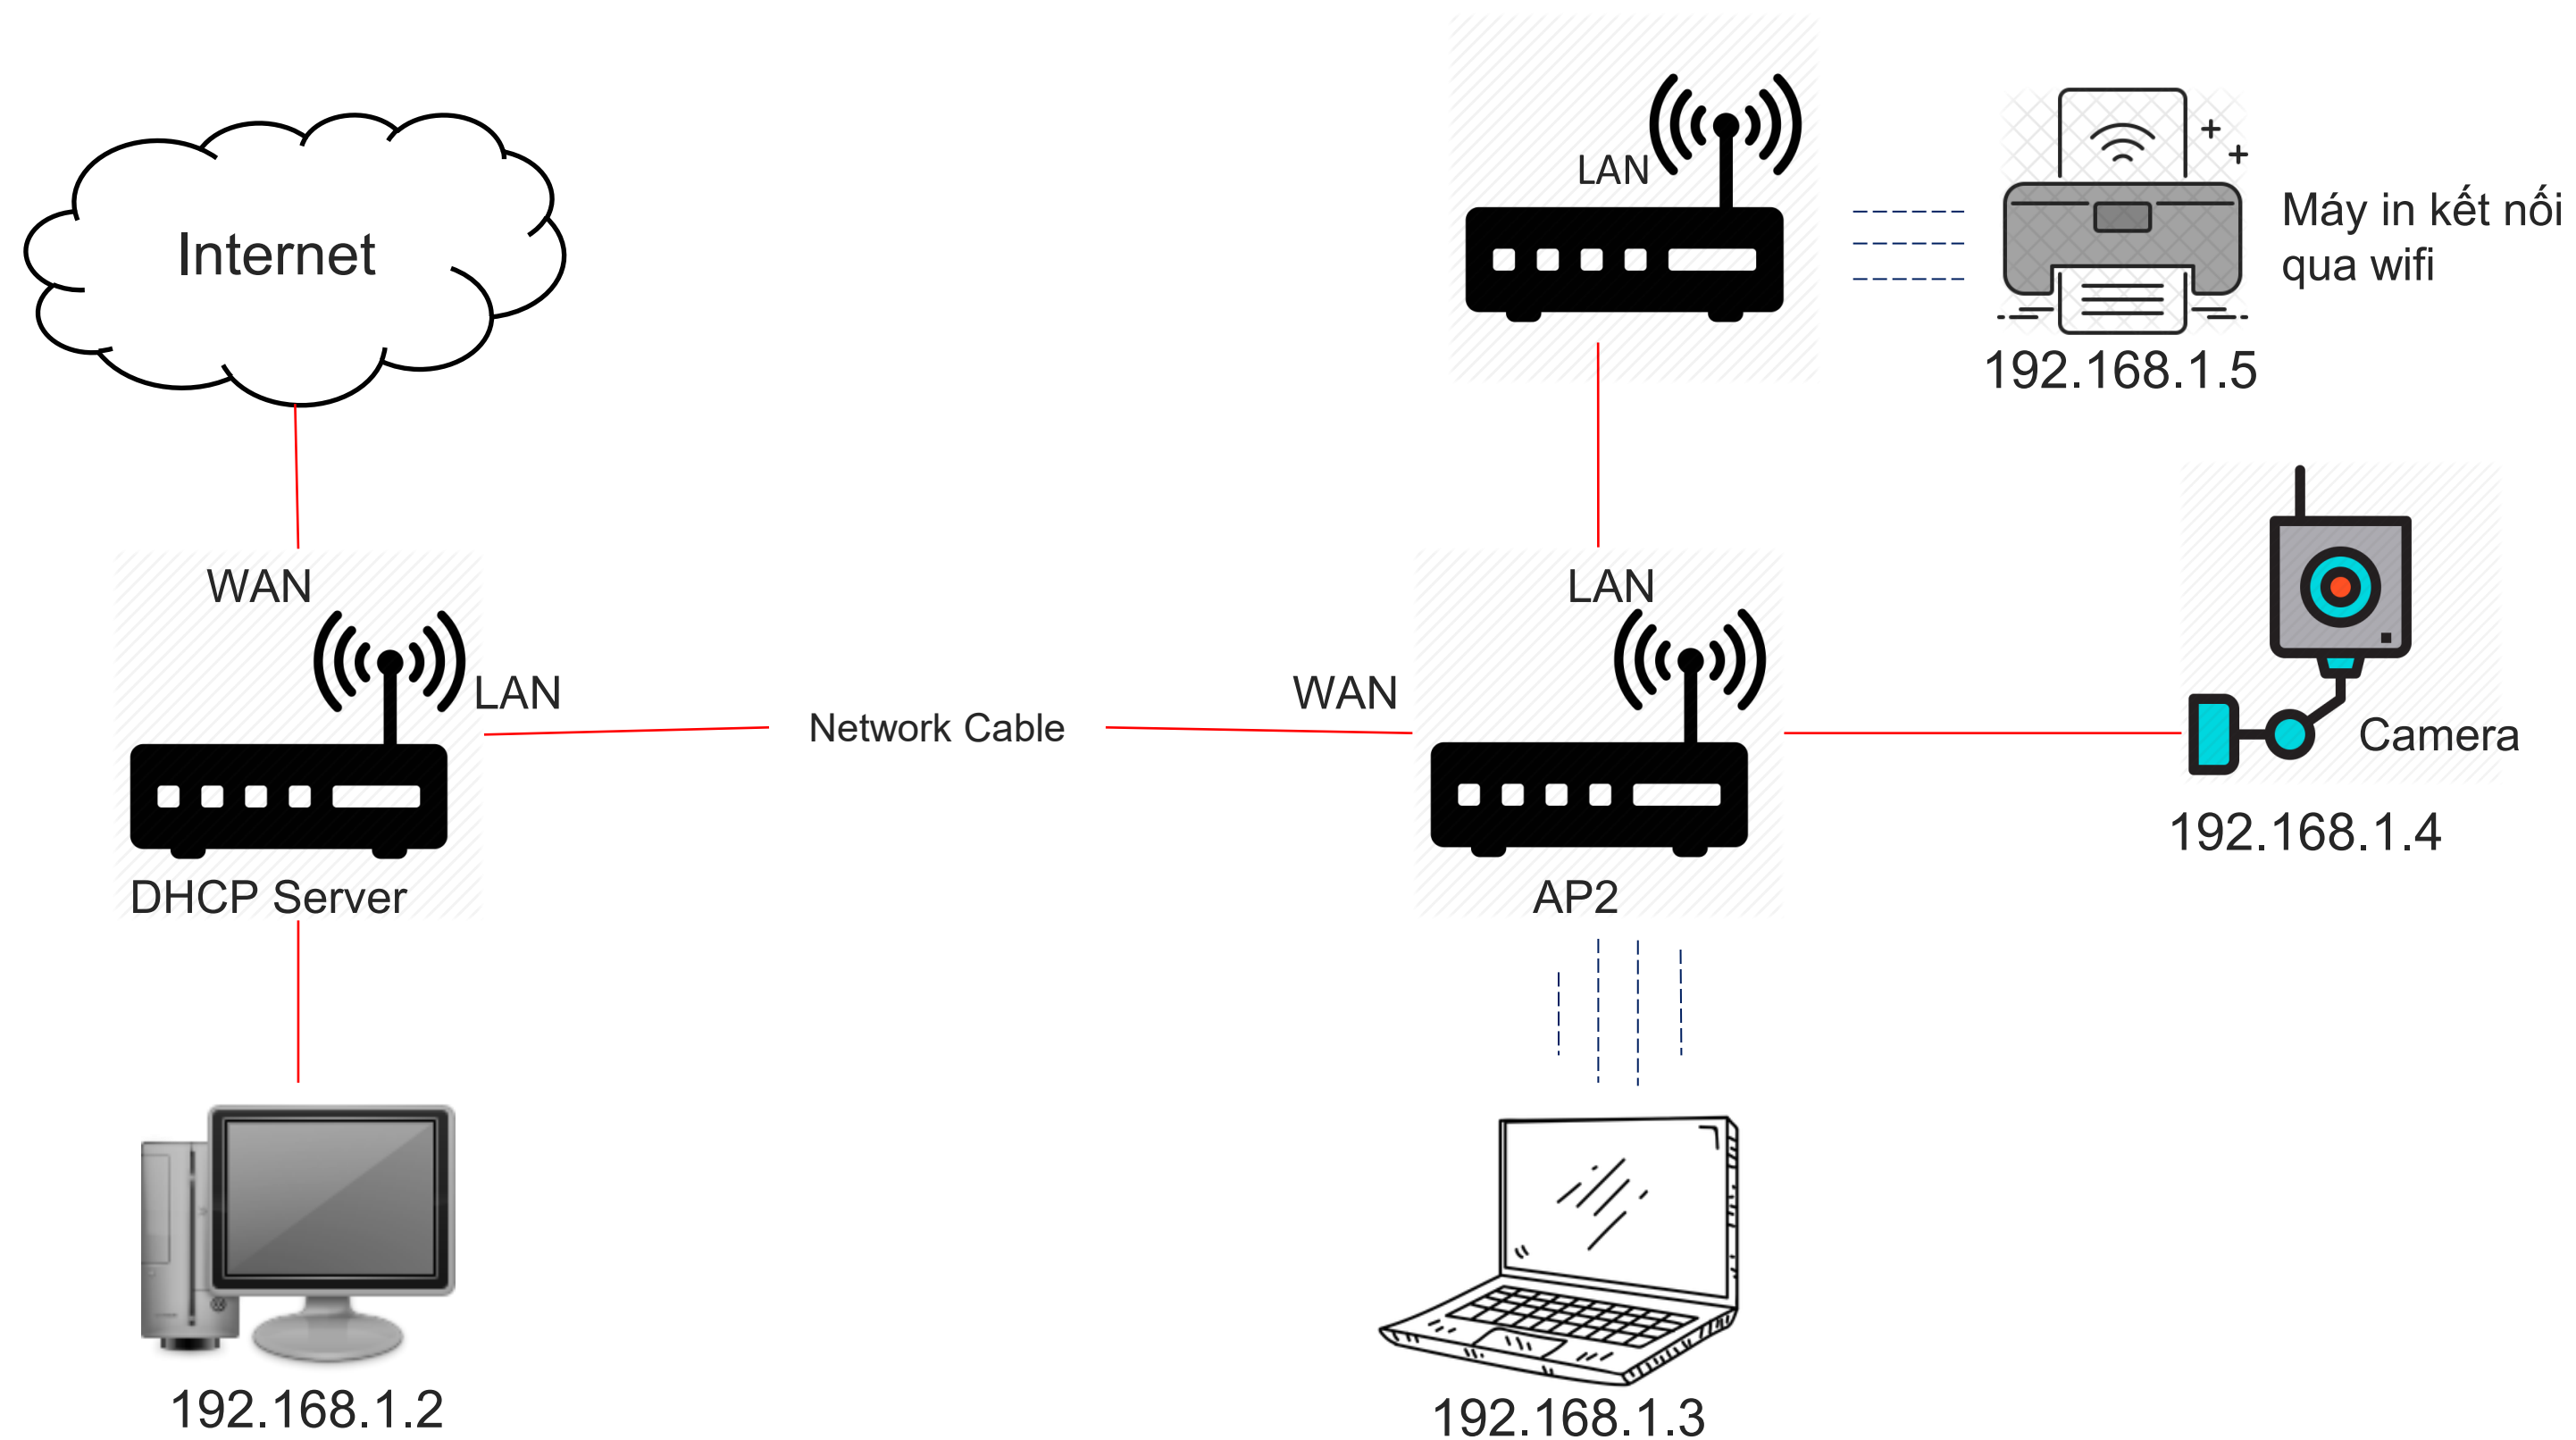 Internet
LAN
Máy in kết nối
qua wifi
192.168.1.5
WAN
LAN
LAN
WAN
Network Cable
Camera
192.168.1.4
DHCP Server
AP2
192.168.1.2
192.168.1.3